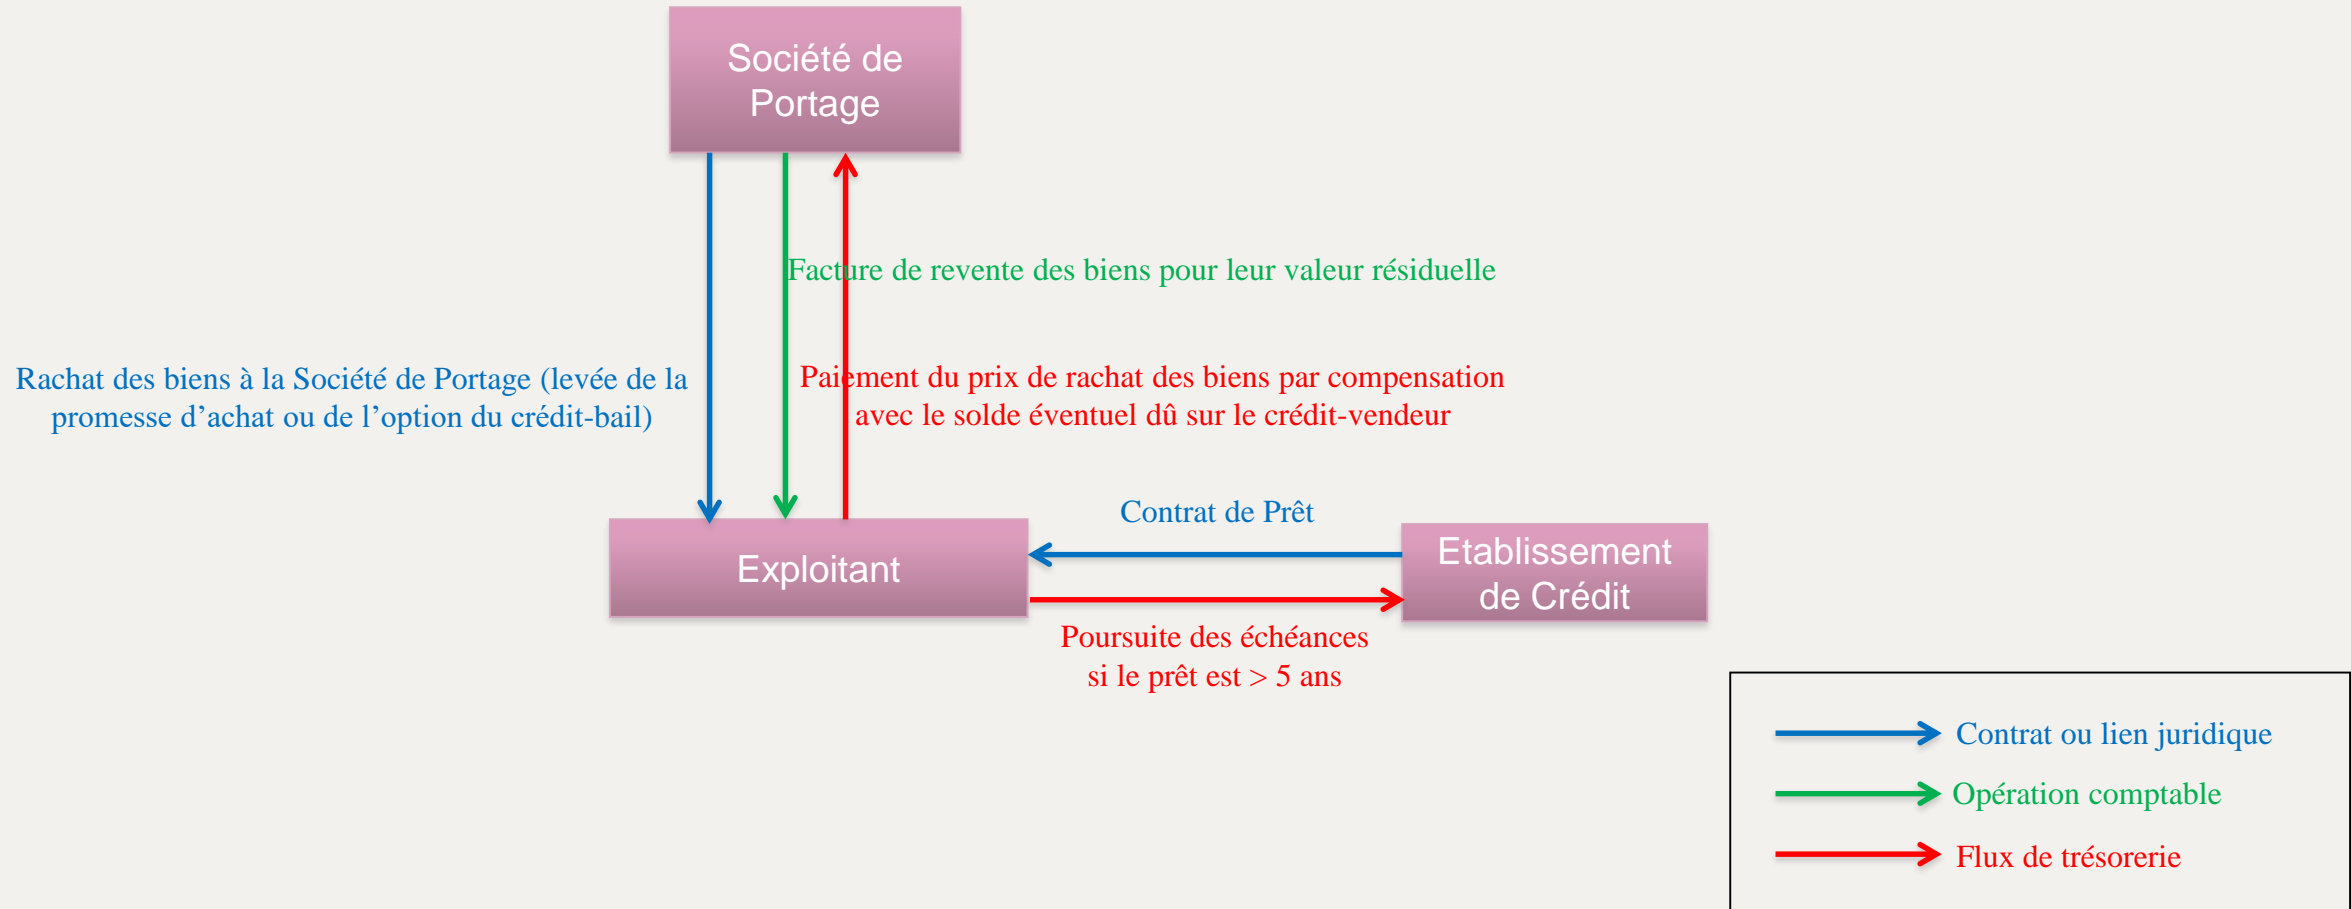 Société de
Portage
Facture de revente des biens pour leur valeur résiduelle
Rachat des biens à la Société de Portage (levée de la
promesse d’achat ou de l’option du crédit-bail)
Paiement du prix de rachat des biens par compensation
avec le solde éventuel dû sur le crédit-vendeur
Contrat de Prêt
Exploitant
Etablissement
de Crédit
Poursuite des échéances
si le prêt est > 5 ans
Contrat ou lien juridique
Opération comptable
Flux de trésorerie